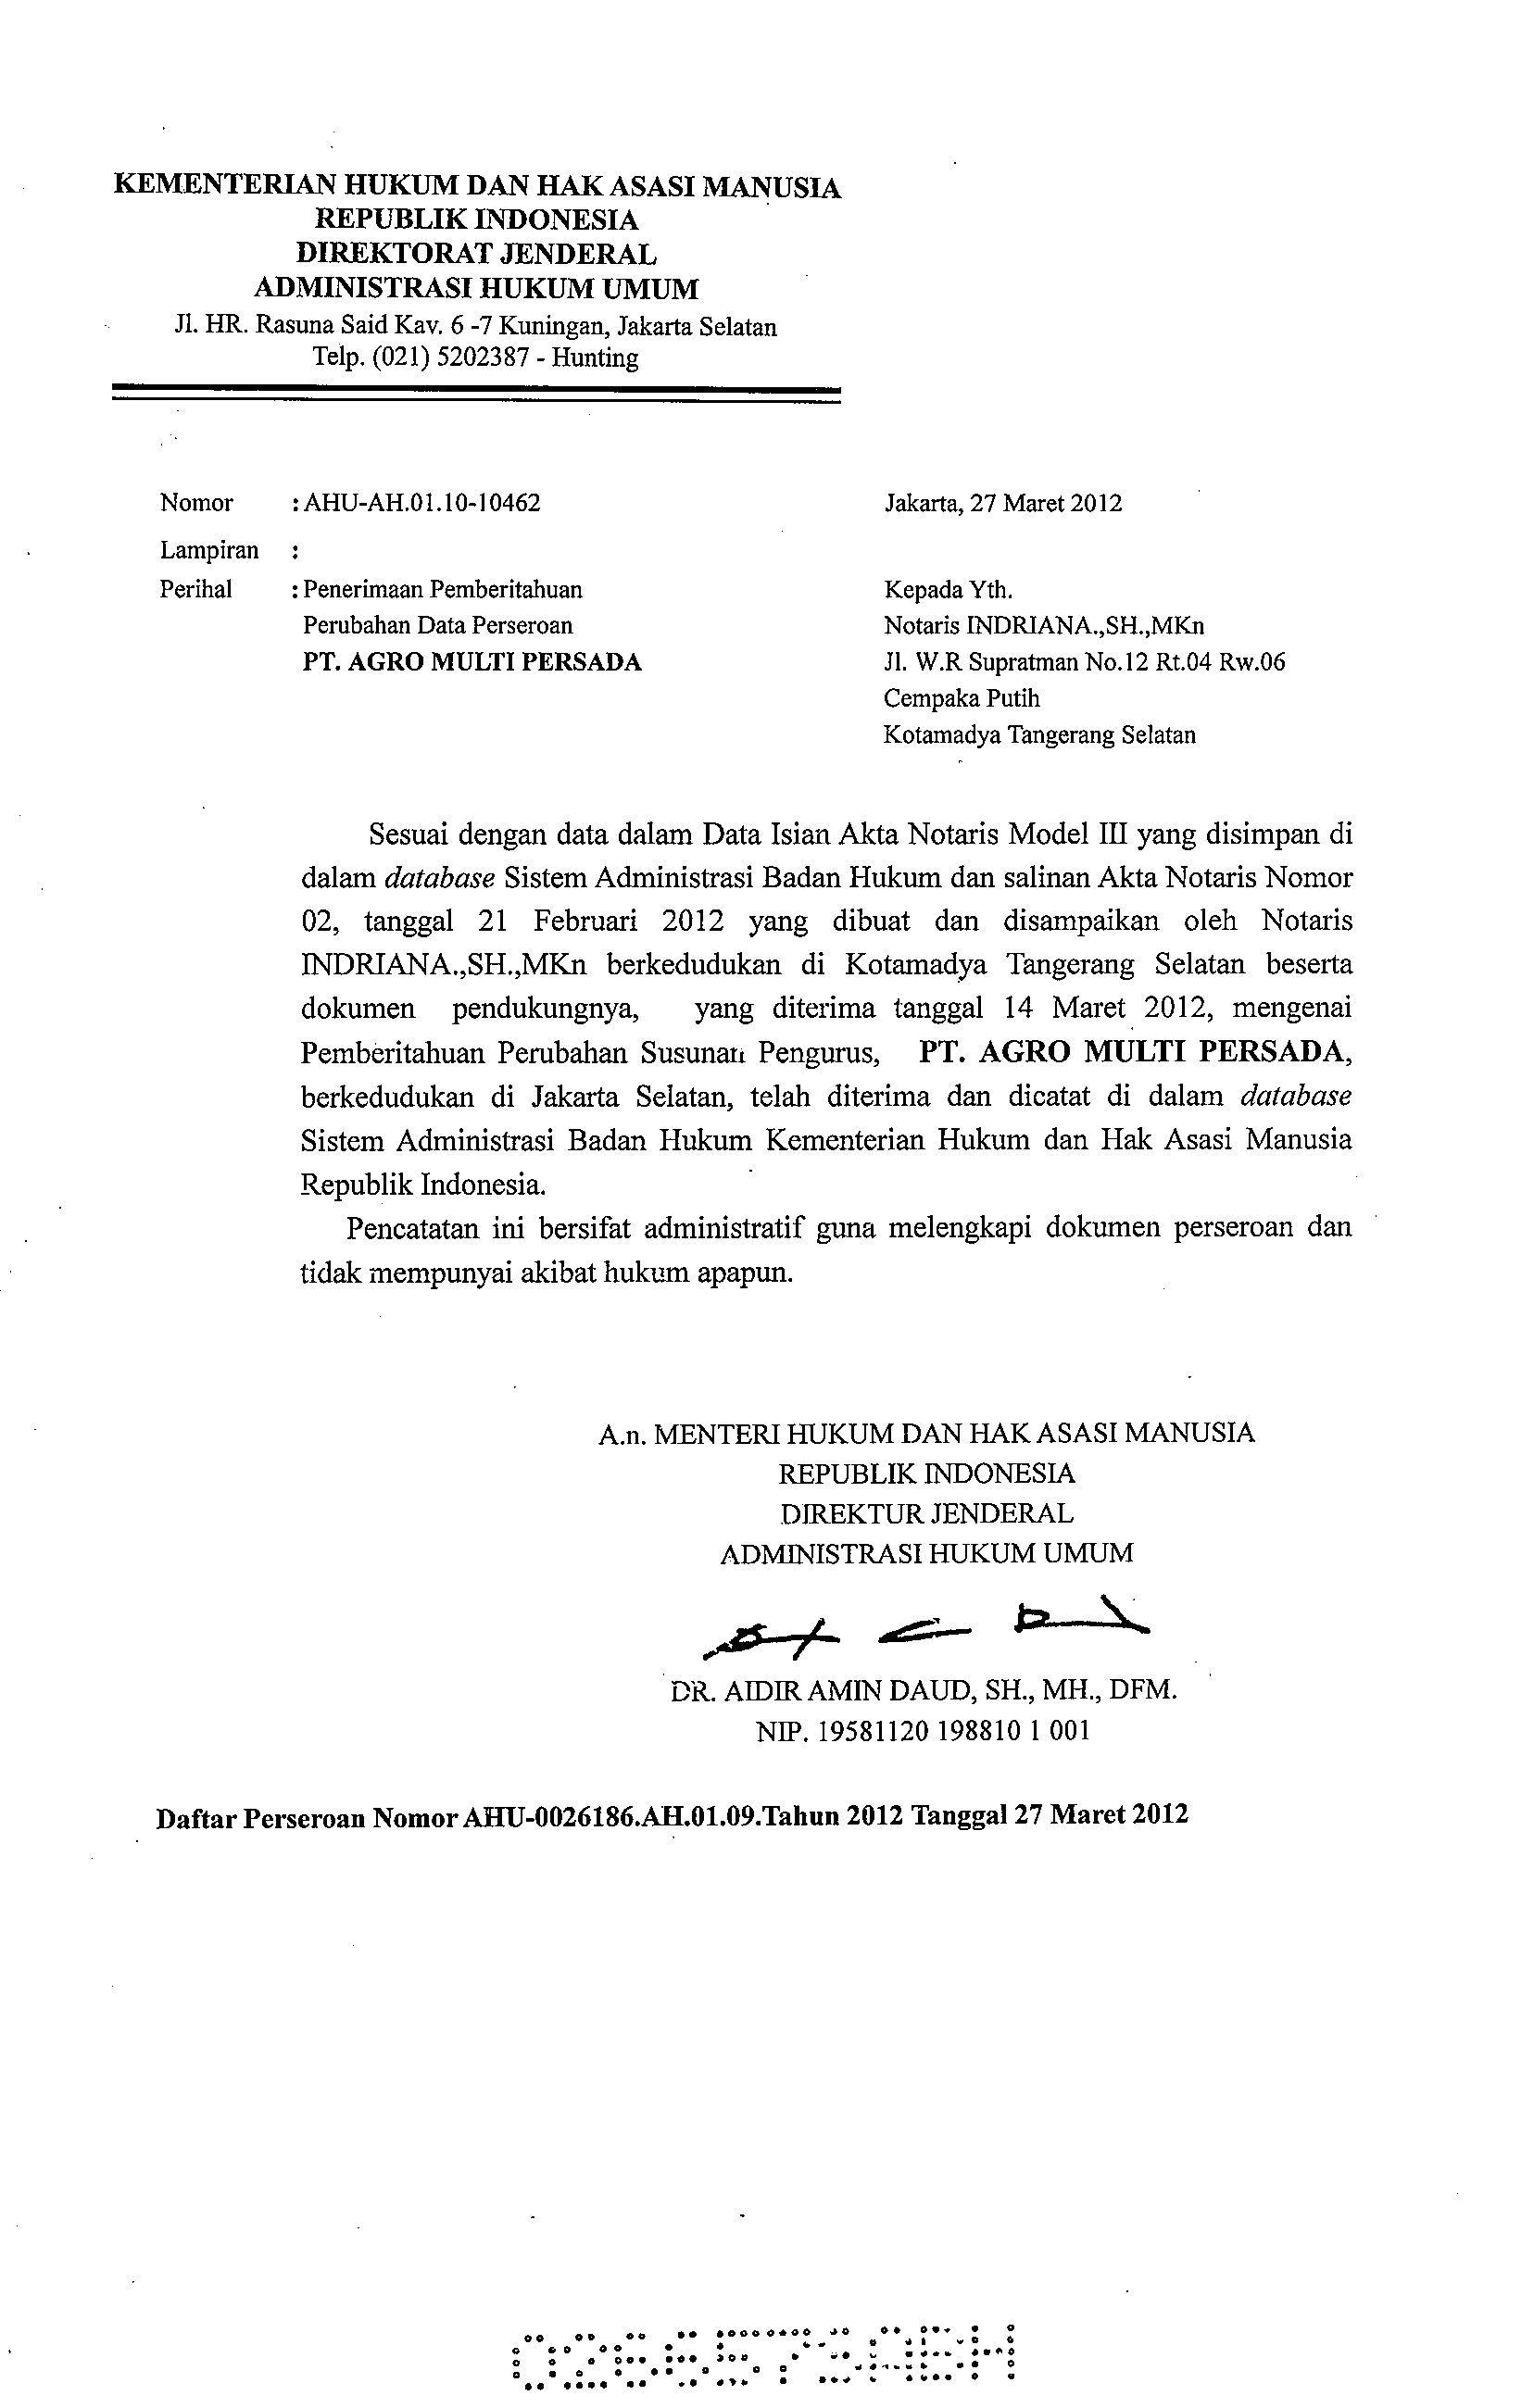 KEMENTERIAN HUKUM DAN HAK ASASI MANUSIA
REPUBLIK INDONESIA
DIREKTORAT JENDERAL
ADMINISTRASI HUKUM UMUM
Jl. HR. Rasuna Said Kav. 6 -7 Kuningan, Jakarta Selatan
Telp. (021) 5202387 - Hunting
Nomor : AHU-AH.01.10-10462
Jakarta, 27 Maret 2012
Lampiran :
Perihal : Penerimaan Pemberitahuan
Perubahan Data Perseroan
PT. AGRO MULTI PERSADA
Kepada Yth.
Notaris INDRIANA.,SH.,MKn
Jl. W.R Supratman No.12 Rt.04 Rw.06
Cempaka Putih
Kotamadya Tangerang Selatan
Sesuai dengan data dalam Data Isian Akta Notaris Model III yang disimpan di
dalam database Sistem Administrasi Badan Hukum dan salinan Akta Notaris Nomor
02, tanggal 21 Februari 2012 yang dibuat dan disampaikan oleh Notaris
INDRIANA.,SH.,MKn berkedudukan di Kotamadya Tangerang Selatan beserta
dokumen pendukungnya, yang diterima tanggal 14 Maret 2012, mengenai
Pemberitahuan Perubahan Susunan Pengurus, PT. AGRO MULTI PERSADA,
berkedudukan di Jakarta Selatan, telah diterima dan dicatat di dalam database
Sistem Administrasi Badan Hukum Kementerian Hukum dan Hak Asasi Manusia
Republik Indonesia.
Pencatatan ini bersifat administratif guna melengkapi dokumen perseroan dan
tidak mempunyai akibat hukum apapun.
A.n. MENTERI HUKUM DAN HAK ASASI MANUSIA
REPUBLIK INDONESIA
DIREKTUR JENDERAL
ADMINISTRASI HUKUM UMUM
DR. AIDIR AMIN DAUD, SH., MH., DFM.
NIP. 19581120 198810 1 001
Daftar Perseroan Nomor AHU-0026186.AH.01.09.Tahun 2012 Tanggal 27 Maret 2012